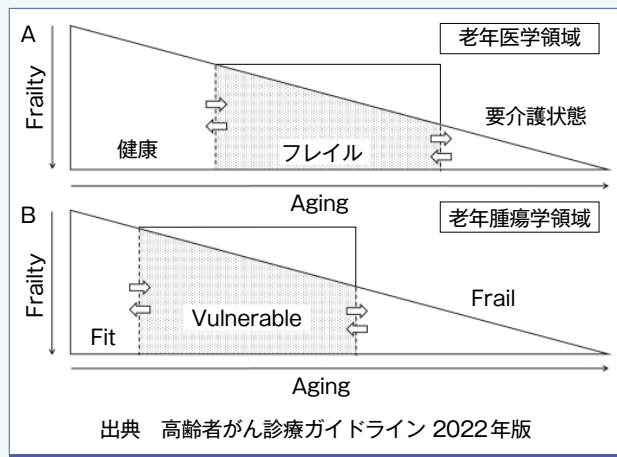 A
老年医学領域
Frailty
健康
フレイル
要介護状態
Aging
B
老年腫瘍学領域
Frailty
Fit
Vulnerable
Frail
Aging
出典 高齢者がん診療ガイドライン 2022年版